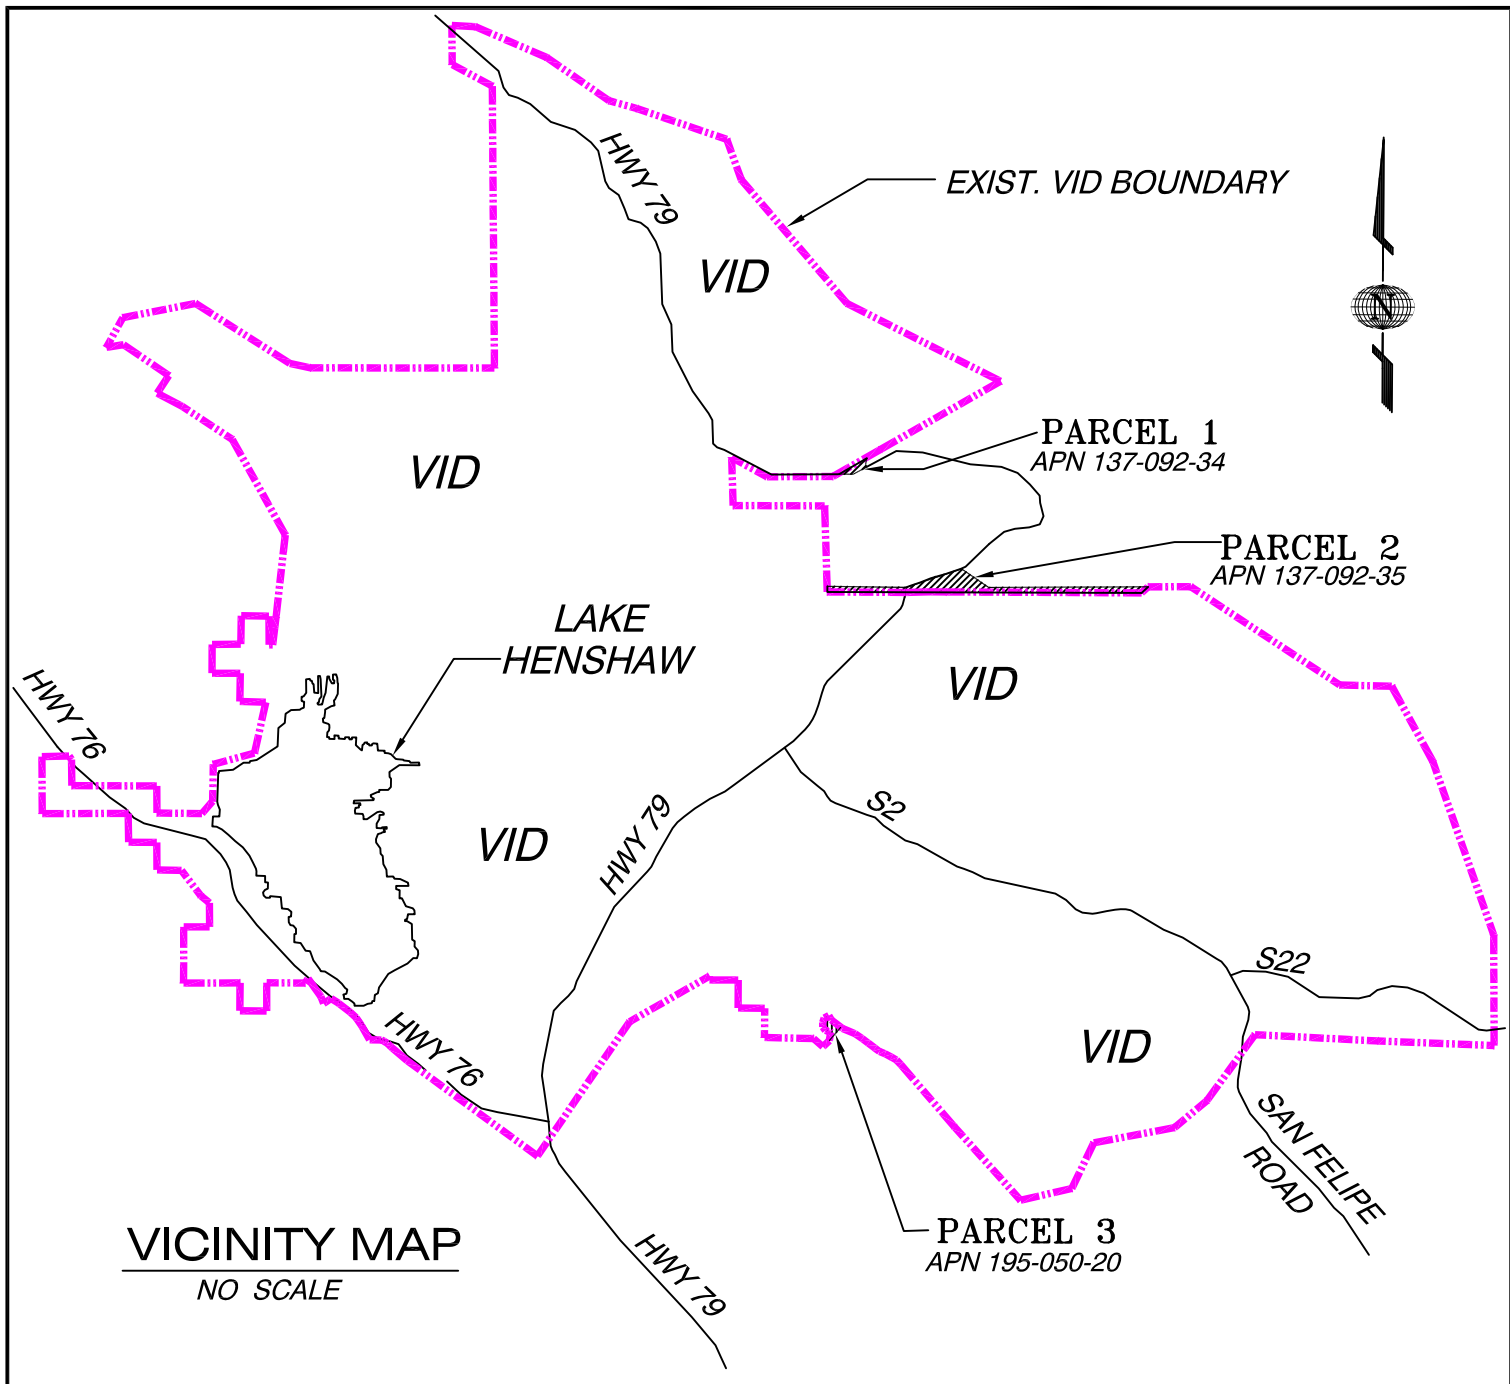 HWY 79
EXIST. VID BOUNDARY
VID
N
PARCEL 1
APN 137-092-34
VID
PARCEL 2
APN 137-092-35
LAKE
HENSHAW
VID
HWY 76
S2
HWY 79
VID
S22
HWY 76
VID
SAN FELIPE
ROAD
PARCEL 3
APN 195-050-20
HWY 79
VICINITY MAP
NO SCALE